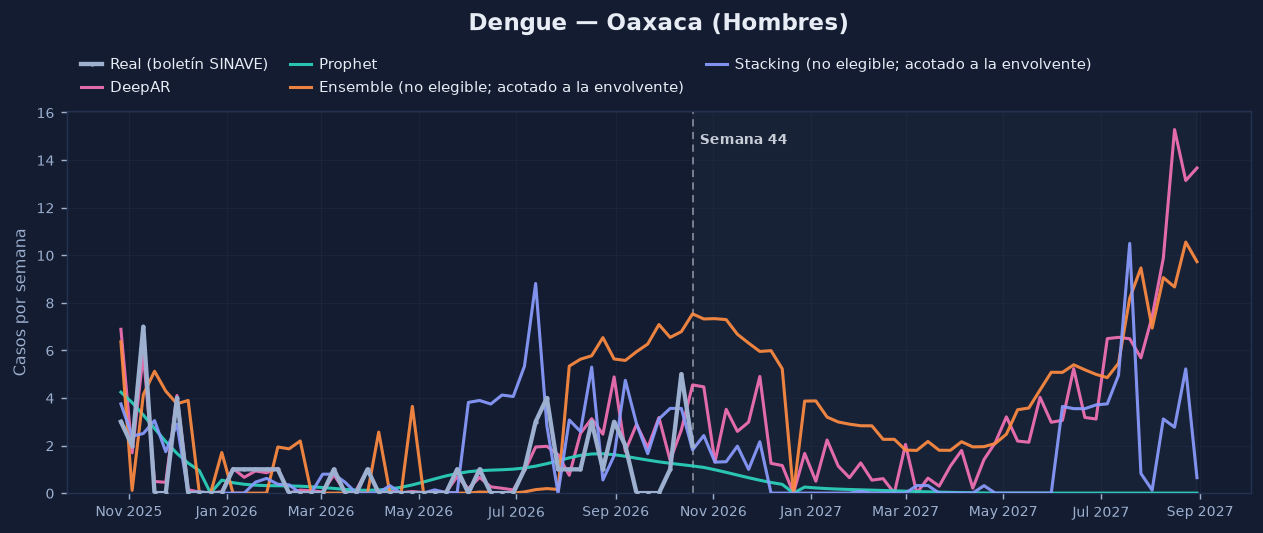 Dengue — Oaxaca (Hombres)
Real (boletín SINAVE)
Prophet
Stacking (no elegible; acotado a la envolvente)
DeepAR
Ensemble (no elegible; acotado a la envolvente)
Semana 44
Casos por semana
16
14
12
10
8
6
4
2
0
Nov 2025
Jan 2026
Mar 2026
May 2026
Jul 2026
Sep 2026
Nov 2026
Jan 2027
Mar 2027
May 2027
Jul 2027
Sep 2027